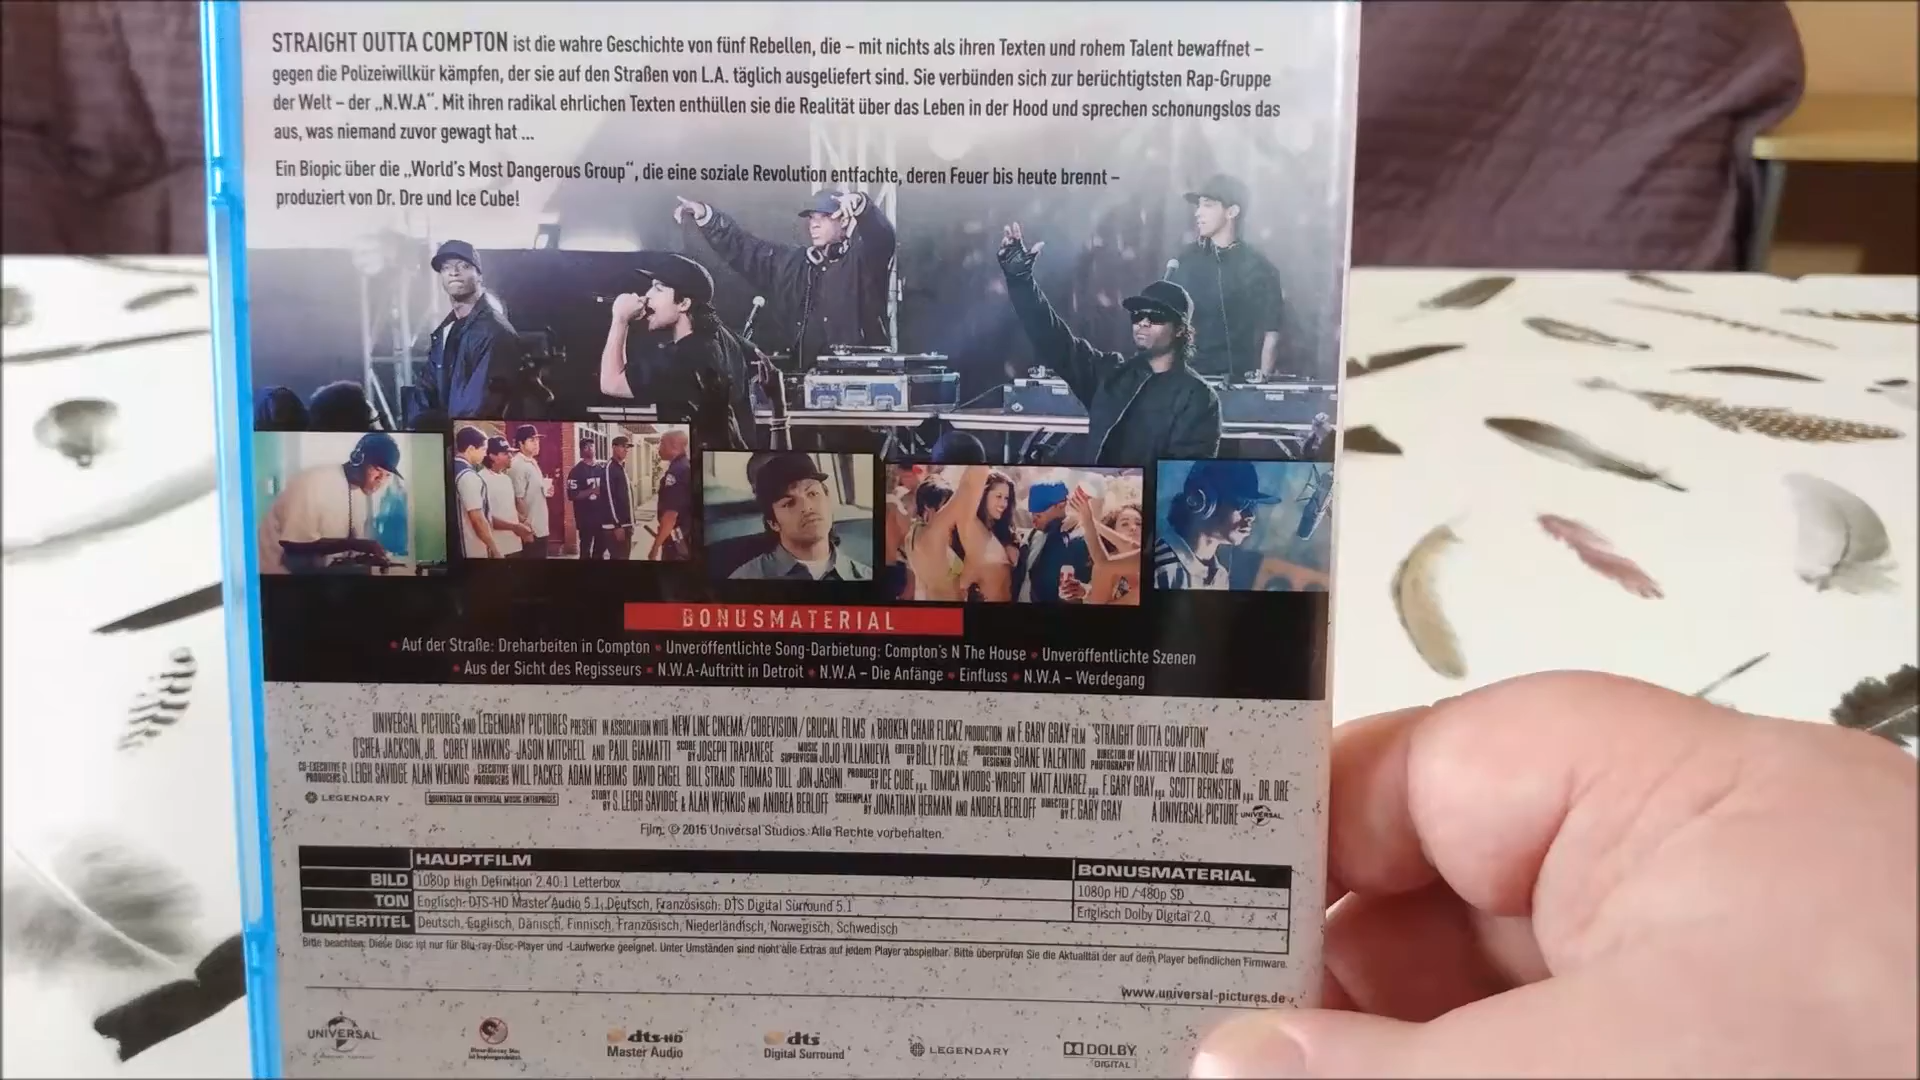 STRAIGHT OUTTA COMPTON ist die wahre Geschichte von fünf Rebellen, die – mit nichts als ihren Texten und rohem Talent bewaffnet –
gegen die Polizeiwillkür kämpfen, der sie auf den Straßen von L.A. täglich ausgeliefert sind. Sie verbünden sich zur berüchtigtsten Rap-Gruppe
der Welt – der „N.W.A“. Mit ihren radikal ehrlichen Texten enthüllen sie die Realität über das Leben in der Hood und sprechen schonungslos das
aus, was niemand zuvor gewagt hat ...
Ein Biopic über die „World's Most Dangerous Group“, die eine soziale Revolution entfachte, deren Feuer bis heute brennt –
produziert von Dr. Dre und Ice Cube!
BONUSMATERIAL
• Auf der Straße: Dreharbeiten in Compton • Unveröffentlichte Song-Darbietung: Compton's N The House • Unveröffentlichte Szenen
• Aus der Sicht des Regisseurs • N.W.A-Auftritt in Detroit • N.W.A – Die Anfänge • Einfluss • N.W.A – Werdegang
UNIVERSAL PICTURES AND LEGENDARY PICTURES PRESENT IN ASSOCIATION WITH NEW LINE CINEMA/CUBEVISION/CRUCIAL FILMS A BROKEN CHAIR FLICKZ PRODUCTION AN F. GARY GRAY FILM "STRAIGHT OUTTA COMPTON"
O'SHEA JACKSON, JR. COREY HAWKINS JASON MITCHELL AND PAUL GIAMATTI SCORE BY JOSEPH TRAPANESE MUSIC SUPERVISOR JOJO VILLANUEVA EDITED BY BILLY FOX ACE PRODUCTION DESIGNER SHANE VALENTINO DIRECTOR OF PHOTOGRAPHY MATTHEW LIBATIQUE ASC
CO-EXECUTIVE PRODUCERS S. LEIGH SAVIDGE ALAN WENKUS EXECUTIVE PRODUCERS WILL PACKER ADAM MERIMS DAVID ENGEL BILL STRAUS THOMAS TULL JON JASHNI PRODUCED BY ICE CUBE p.g.a. TOMICA WOODS-WRIGHT MATT ALVAREZ p.g.a. F. GARY GRAY p.g.a. SCOTT BERNSTEIN p.g.a. DR. DRE
LEGENDARY SOUNDTRACK ON UNIVERSAL MUSIC ENTERPRISES STORY BY S. LEIGH SAVIDGE & ALAN WENKUS AND ANDREA BERLOFF SCREENPLAY BY JONATHAN HERMAN AND ANDREA BERLOFF DIRECTED BY F. GARY GRAY A UNIVERSAL PICTURE UNIVERSAL
Film: © 2015 Universal Studios. Alle Rechte vorbehalten.
HAUPTFILM BONUSMATERIAL
BILD 1080p High Definition 2.40:1 Letterbox 1080p HD / 480p SD
TON Englisch: DTS-HD Master Audio 5.1, Deutsch, Französisch: DTS Digital Surround 5.1 Englisch Dolby Digital 2.0
UNTERTITEL Deutsch, Englisch, Dänisch, Finnisch, Französisch, Niederländisch, Norwegisch, Schwedisch
Bitte beachten: Diese Disc ist nur für Blu-ray-Disc-Player und -Laufwerke geeignet. Unter Umständen sind nicht alle Extras auf jedem Player abspielbar. Bitte überprüfen Sie die Aktualität der auf dem Player befindlichen Firmware.
www.universal-pictures.de
UNIVERSAL
Diese Blu-ray Disc ist kopiergeschützt.
dts-HD Master Audio
dts Digital Surround
LEGENDARY
DOLBY DIGITAL